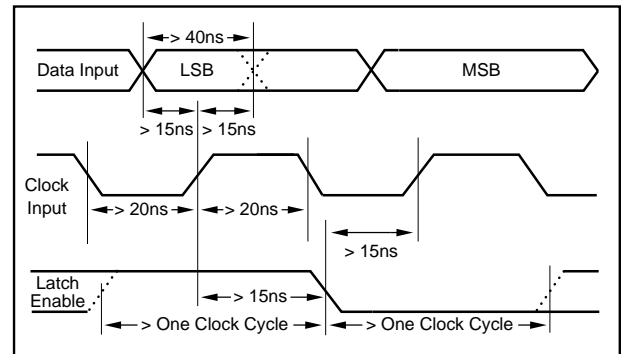 > 40ns
Data Input
LSB
MSB
> 15ns
> 15ns
Clock
Input
> 20ns
> 20ns
> 15ns
Latch
Enable
> 15ns
> One Clock Cycle
> One Clock Cycle